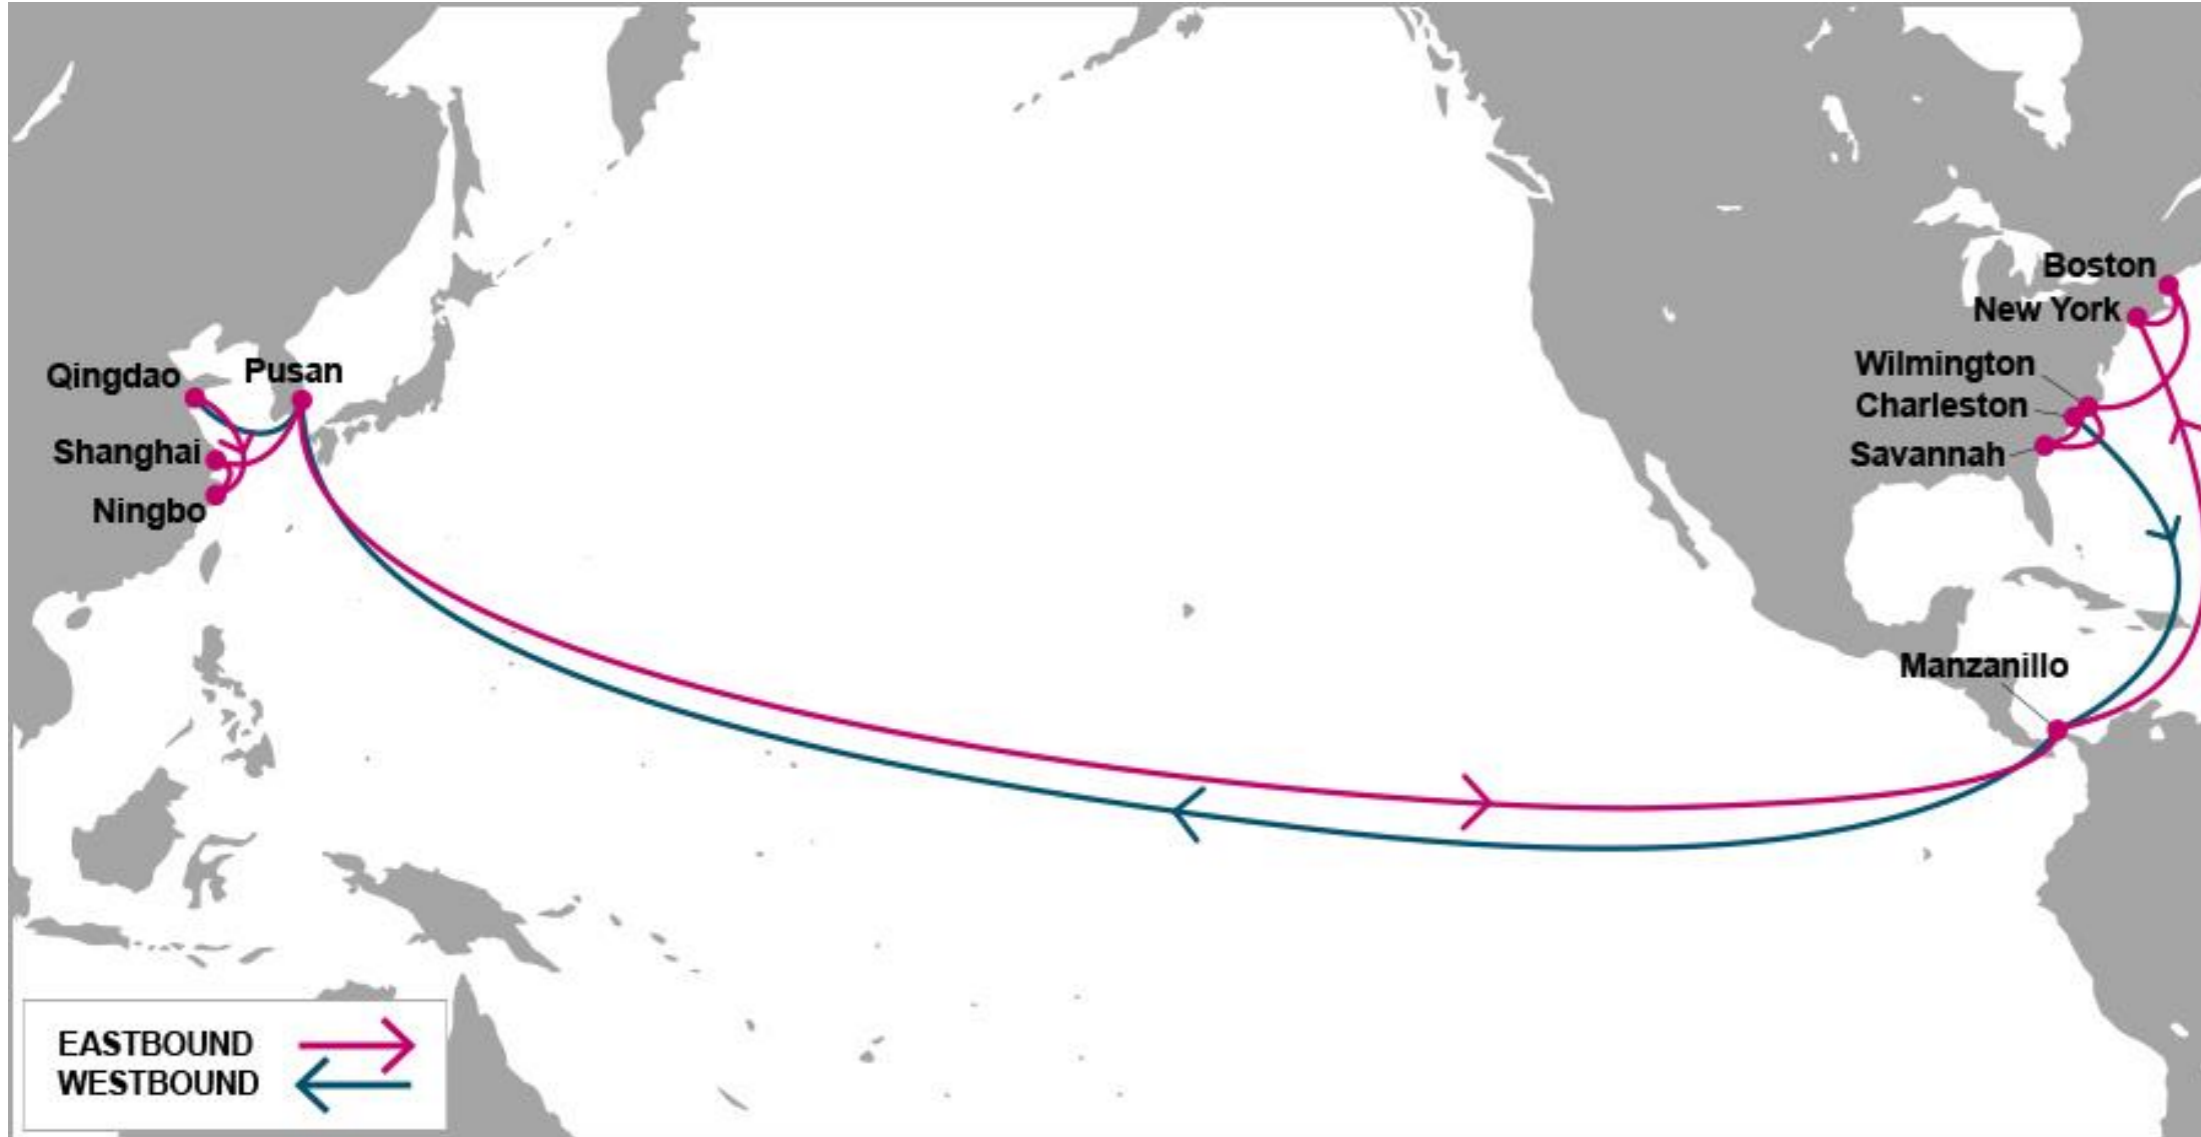 Boston
New York
Wilmington
Charleston
Savannah
Qingdao
Pusan
Shanghai
Ningbo
Manzanillo
EASTBOUND
WESTBOUND